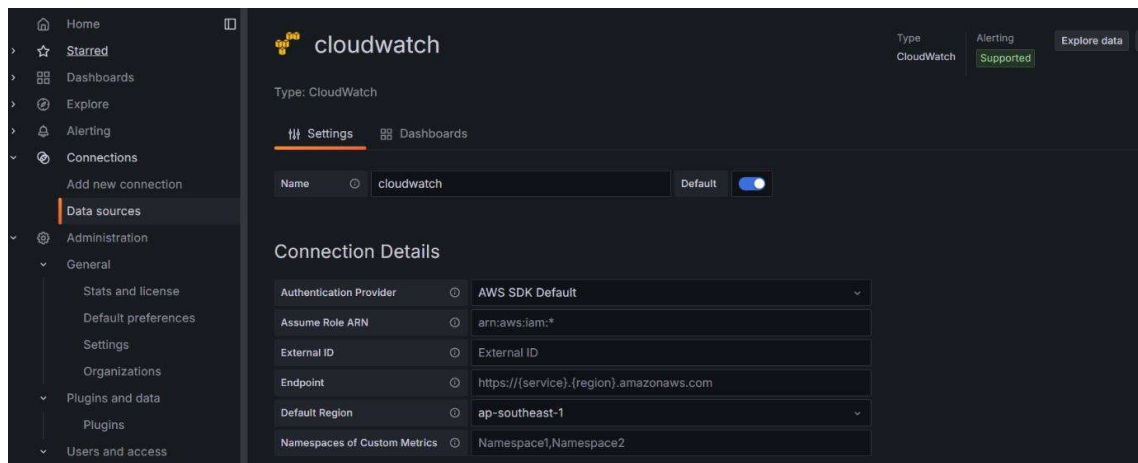 Home
Starred
Dashboards
Explore
Alerting
Connections
Add new connection
Data sources
Administration
General
Stats and license
Default preferences
Settings
Organizations
Plugins and data
Plugins
Users and access
cloudwatch
Type
CloudWatch
Alerting
Supported
Explore data
Type: CloudWatch
Settings
Dashboards
Name
cloudwatch
Default
Connection Details
Authentication Provider
AWS SDK Default
Assume Role ARN
arn:aws:iam:*
External ID
External ID
Endpoint
https://{service}.{region}.amazonaws.com
Default Region
ap-southeast-1
Namespaces of Custom Metrics
Namespace1,Namespace2